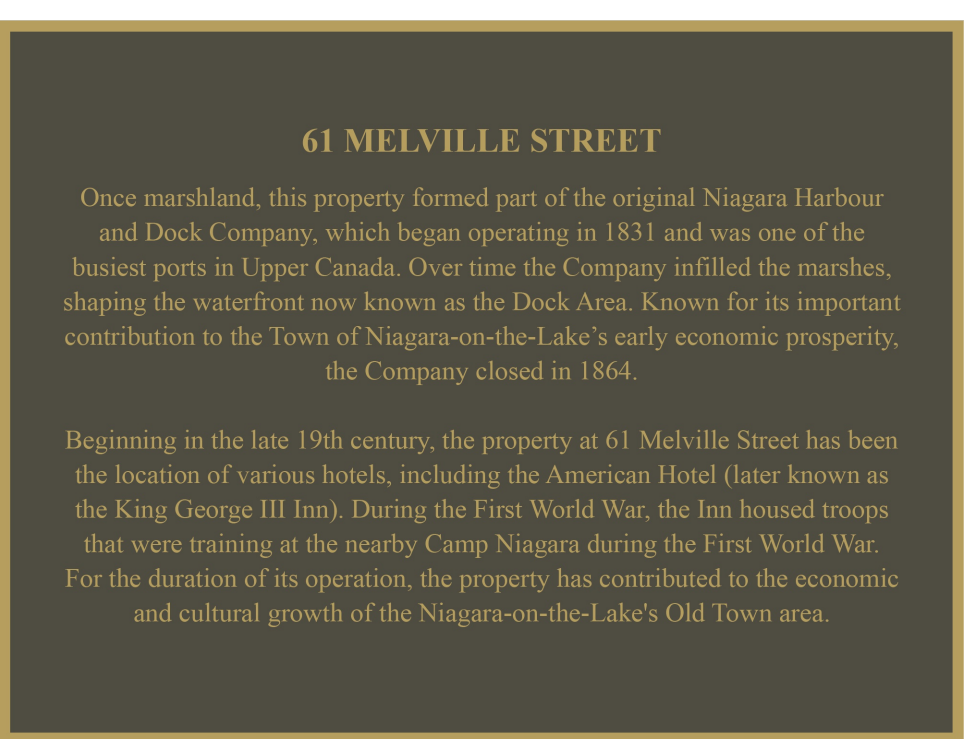 61 MELVILLE STREET
Once marshland, this property formed part of the original Niagara Harbour
and Dock Company, which began operating in 1831 and was one of the
busiest ports in Upper Canada. Over time the Company infilled the marshes,
shaping the waterfront now known as the Dock Area. Known for its important
contribution to the Town of Niagara-on-the-Lake’s early economic prosperity,
the Company closed in 1864.
Beginning in the late 19th century, the property at 61 Melville Street has been
the location of various hotels, including the American Hotel (later known as
the King George III Inn). During the First World War, the Inn housed troops
that were training at the nearby Camp Niagara during the First World War.
For the duration of its operation, the property has contributed to the economic
and cultural growth of the Niagara-on-the-Lake's Old Town area.